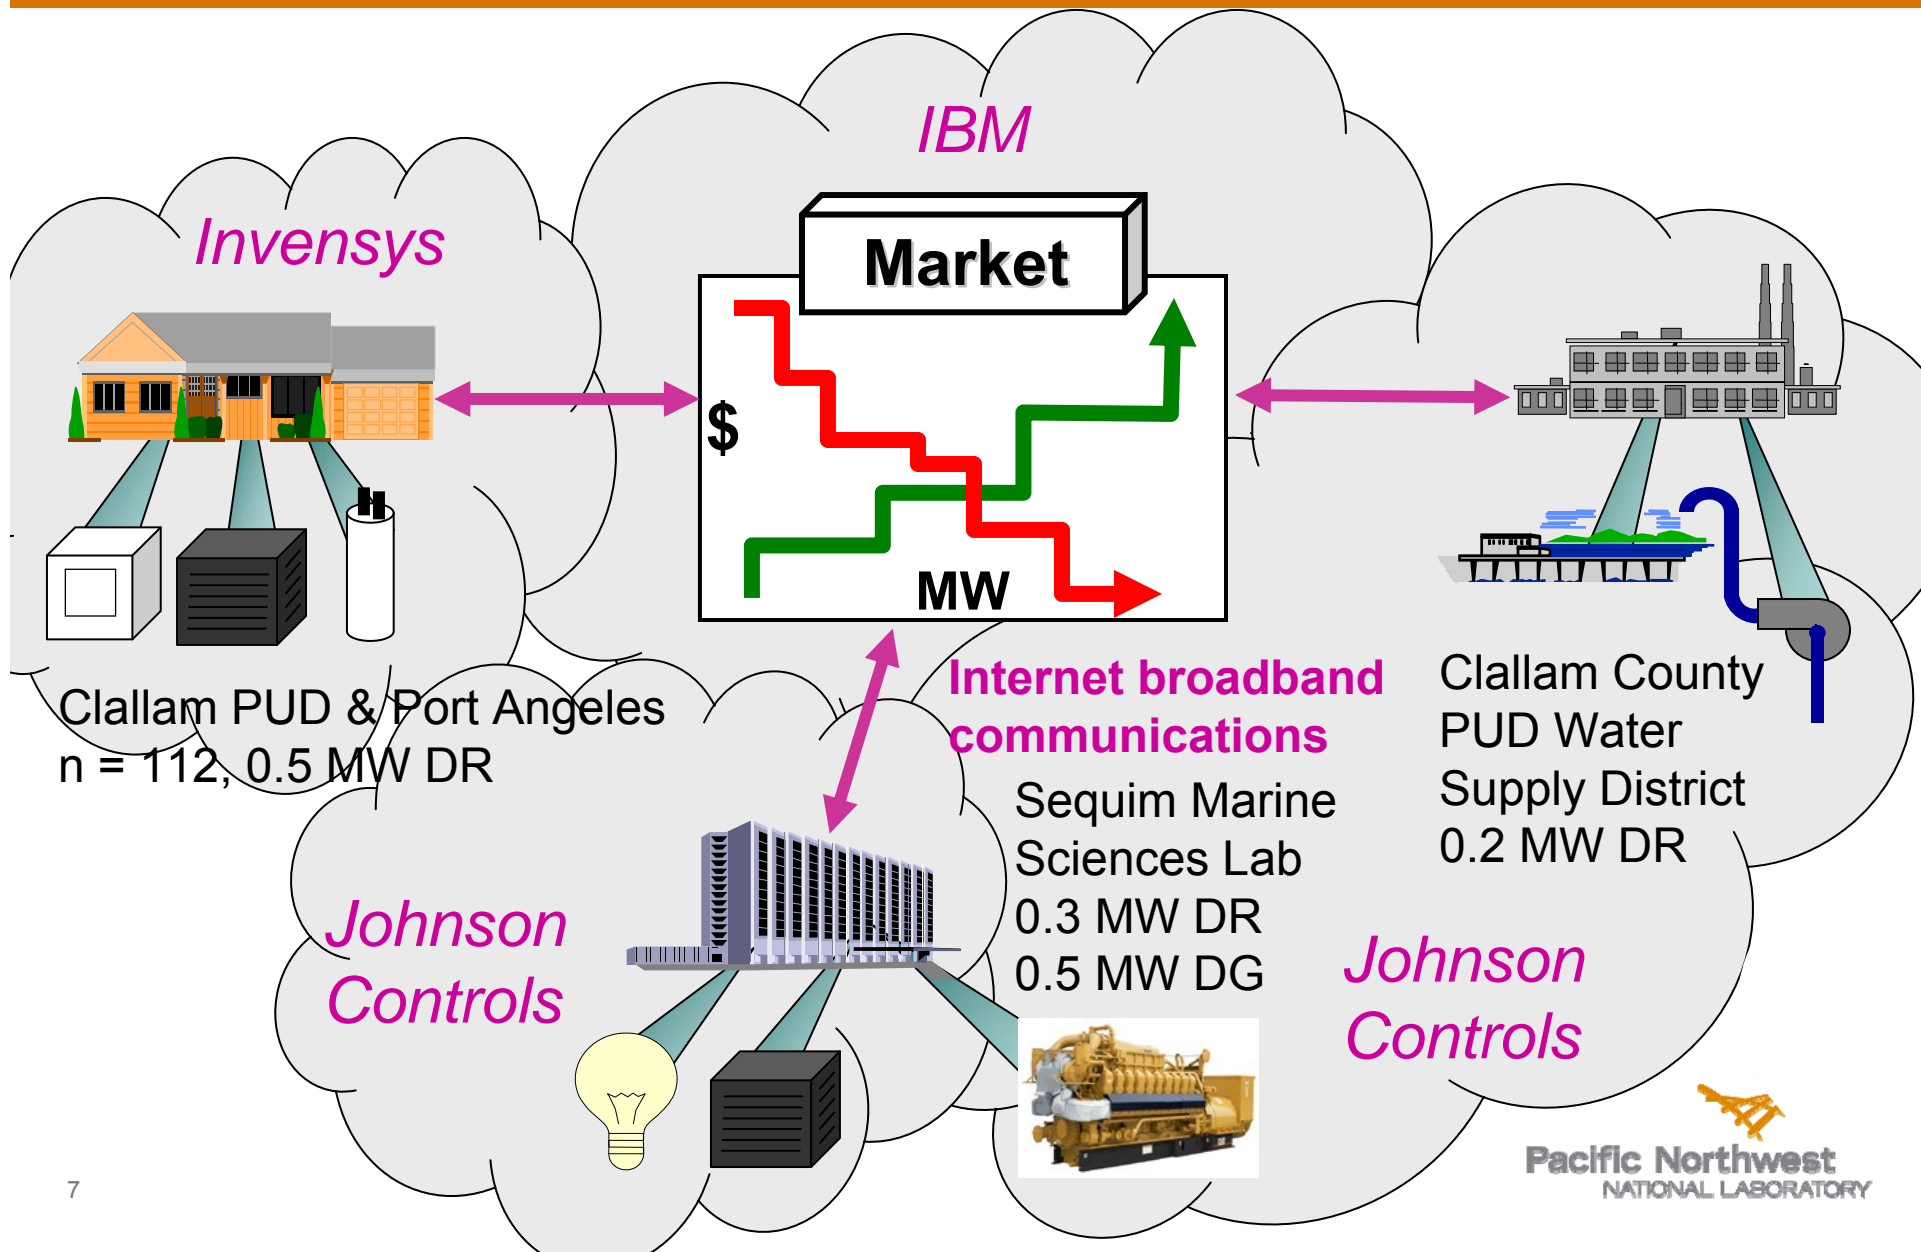 IBM
Invensys
Market
$
MW
Internet broadband
communications
Clallam PUD & Port Angeles
n = 112, 0.5 MW DR
Sequim Marine
Sciences Lab
0.3 MW DR
0.5 MW DG
Clallam County
PUD Water
Supply District
0.2 MW DR
Johnson
Controls
Johnson
Controls
Pacific Northwest
NATIONAL LABORATORY
7